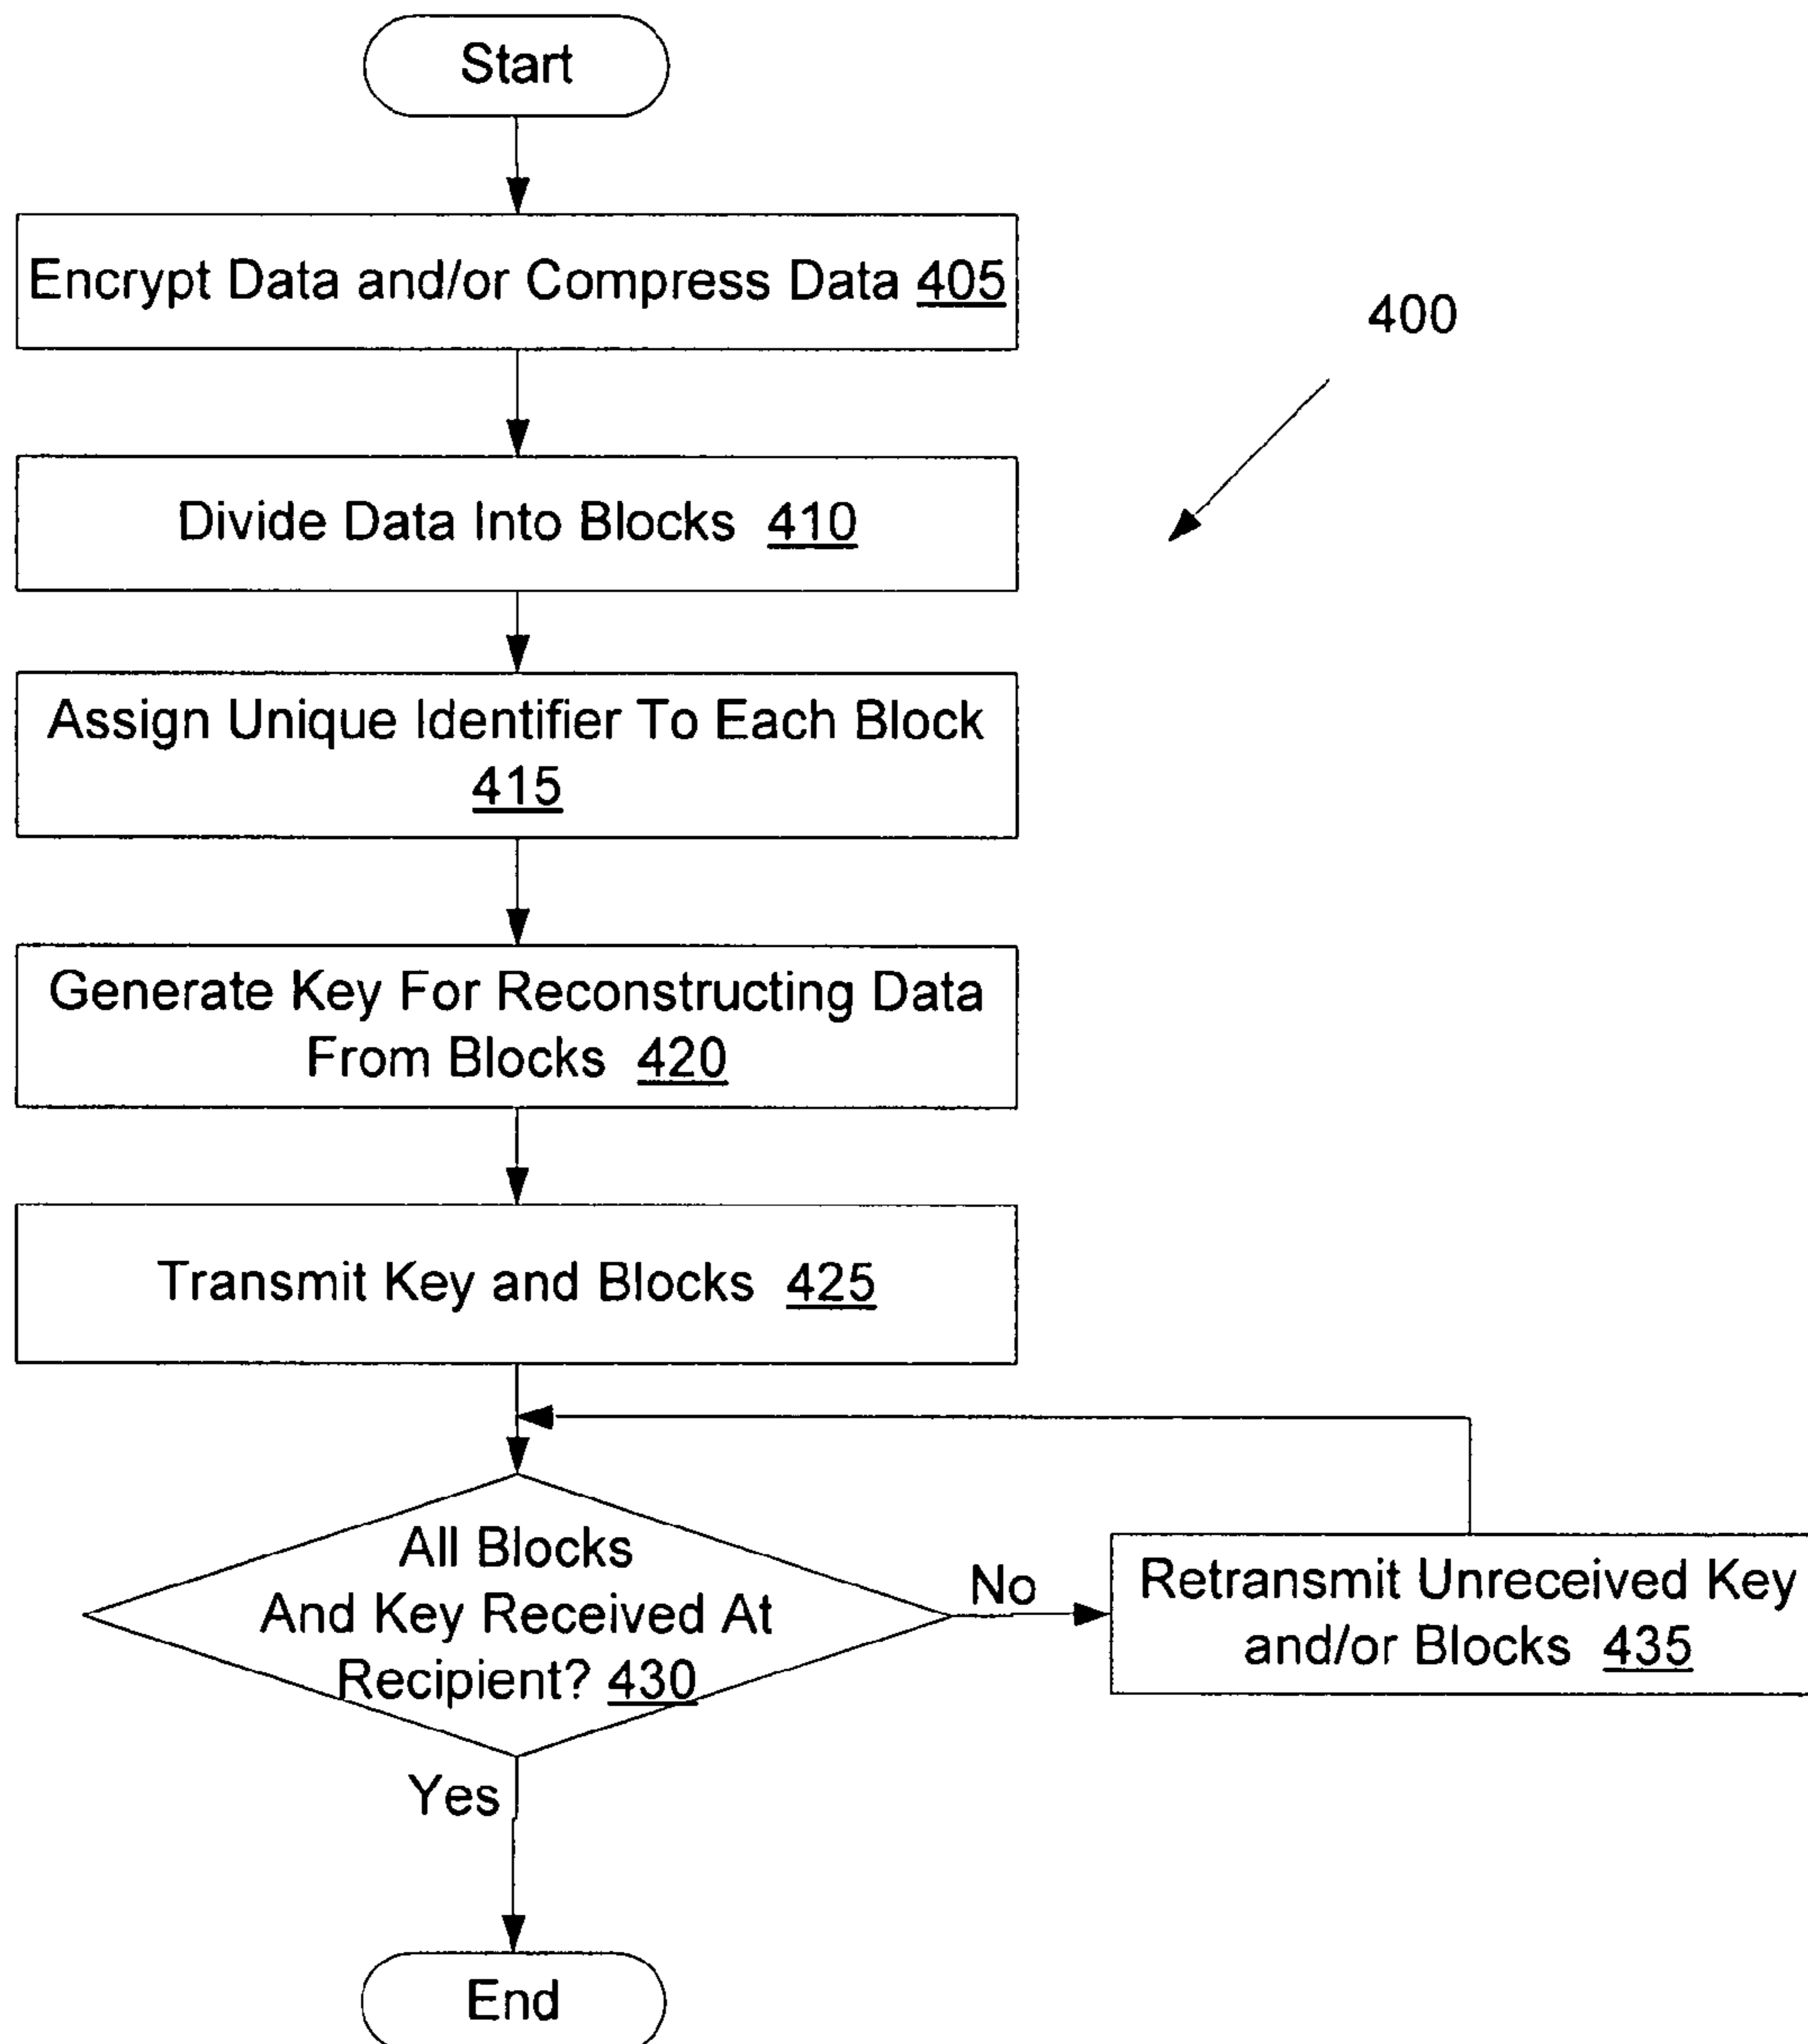 Start
Encrypt Data and/or Compress Data 405
400
Divide Data Into Blocks 410
Assign Unique Identifier To Each Block
415
Generate Key For Reconstructing Data
From Blocks 420
Transmit Key and Blocks 425
All Blocks
And Key Received At
Recipient? 430
No
Retransmit Unreceived Key
and/or Blocks 435
Yes
End